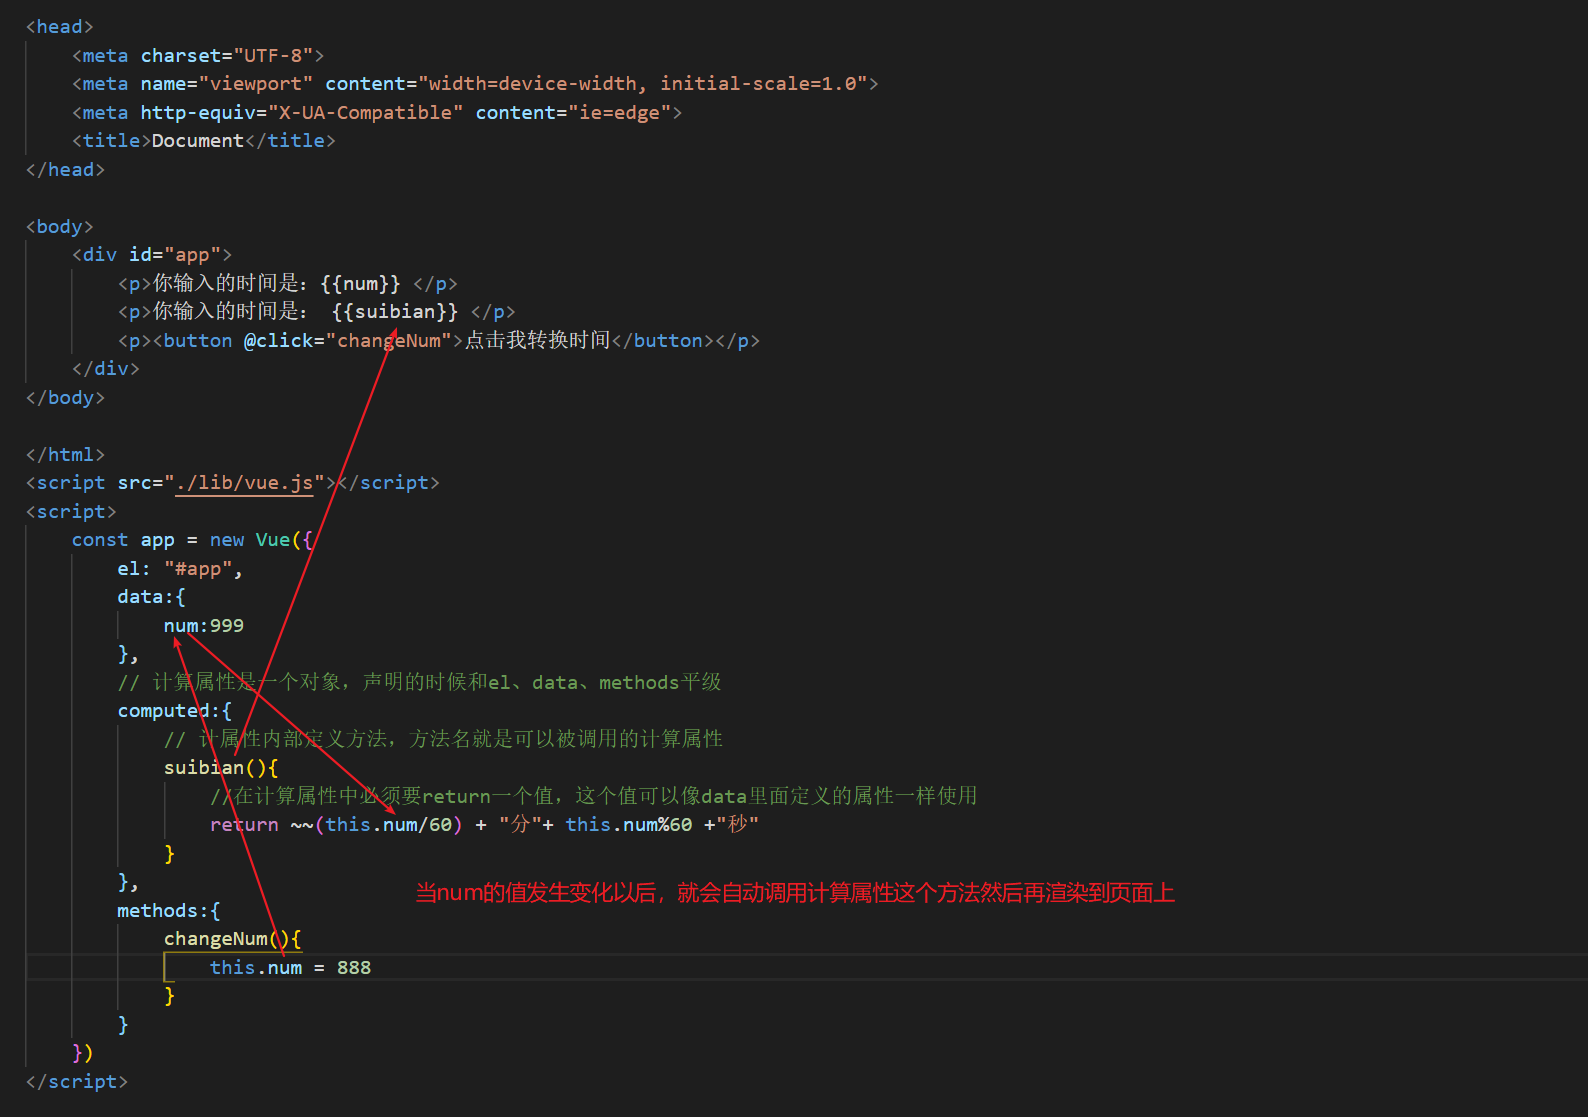 <head>
<meta charset="UTF-8">
<meta name="viewport" content="width=device-width, initial-scale=1.0">
<meta http-equiv="X-UA-Compatible" content="ie=edge">
<title>Document</title>
</head>
<body>
<div id="app">
<p>你输入的时间是：{{num}} </p>
<p>你输入的时间是： {{suibian}} </p>
<p><button @click="changeNum">点击我转换时间</button></p>
</div>
</body>
</html>
<script src="./lib/vue.js"></script>
<script>
const app = new Vue({
el: "#app",
data:{
num:999
},
// 计算属性是一个对象，声明的时候和el、data、methods平级
computed:{
// 计属性内部定义方法，方法名就是可以被调用的计算属性
suibian(){
//在计算属性中必须要return一个值，这个值可以像data里面定义的属性一样使用
return ~~(this.num/60) + "分"+ this.num%60 +"秒"
}
},
当num的值发生变化以后，就会自动调用计算属性这个方法然后再渲染到页面上
methods:{
changeNum(){
this.num = 888
}
}
})
</script>